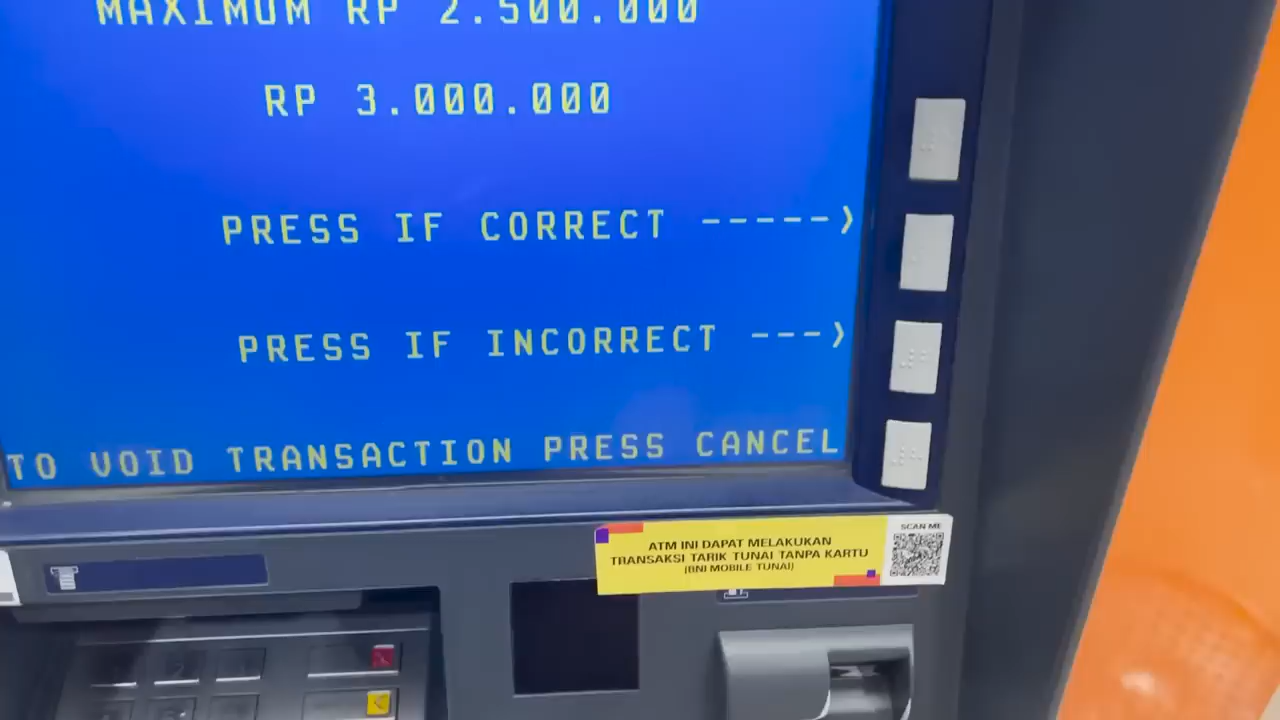 MAXIMUM RP 2.500.000
RP 3.000.000
PRESS IF CORRECT ----->
PRESS IF INCORRECT --->
TO VOID TRANSACTION PRESS CANCEL
ATM INI DAPAT MELAKUKAN
TRANSAKSI TARIK TUNAI TANPA KARTU
(BNI MOBILE TUNAI)
SCAN ME